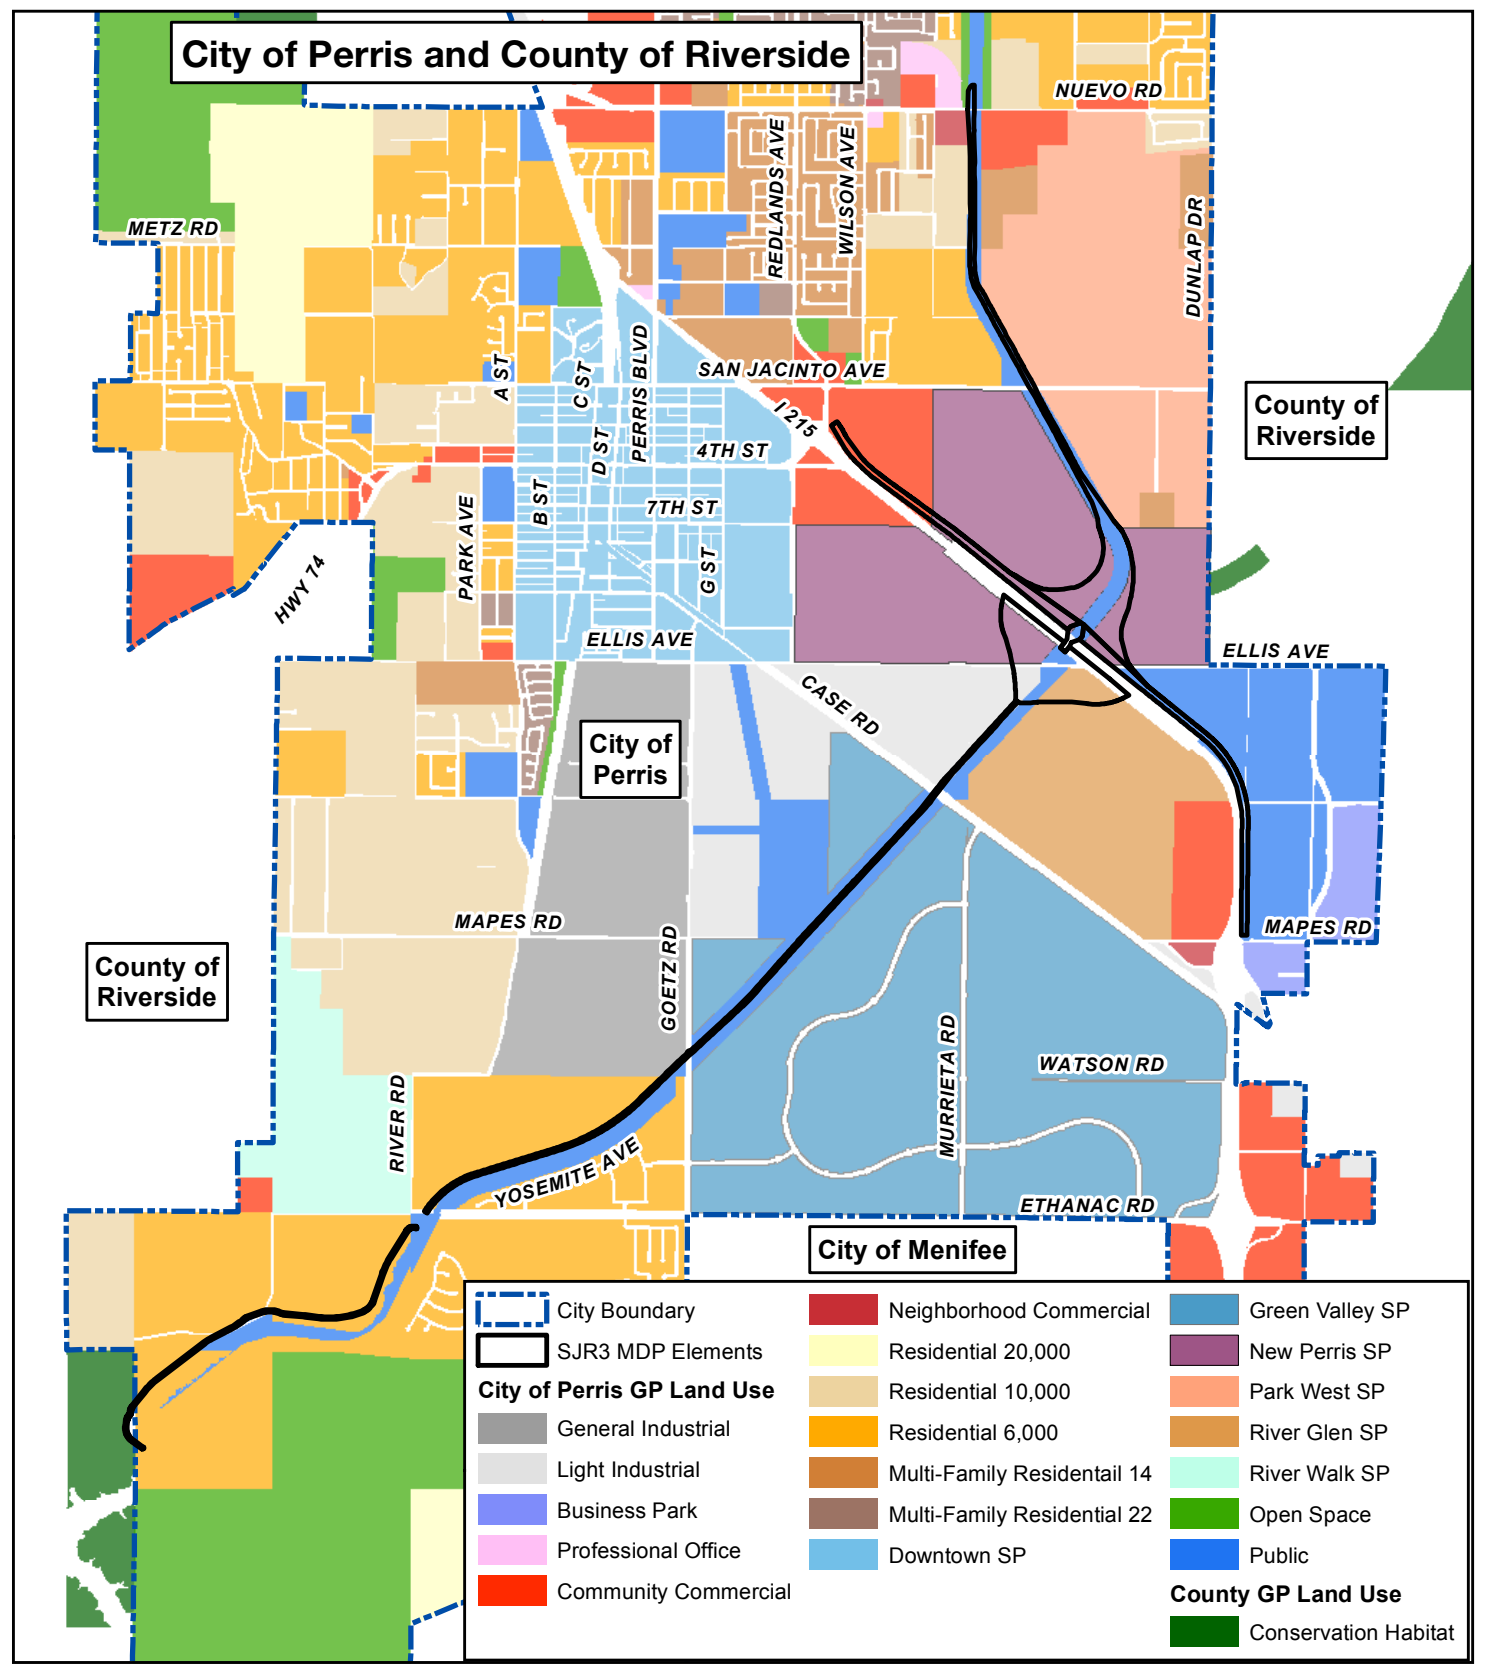 City of Perris and County of Riverside
NUEVO RD
REDLANDS AVE
WILSON AVE
METZ RD
DUNLAP DR
A ST
C ST
PERRIS BLVD
SAN JACINTO AVE
I 215
County of
Riverside
D ST
4TH ST
B ST
7TH ST
PARK AVE
G ST
HWY 74
ELLIS AVE
ELLIS AVE
CASE RD
City of
Perris
MAPES RD
MAPES RD
GOETZ RD
County of
Riverside
MURRIETA RD
WATSON RD
RIVER RD
YOSEMITE AVE
ETHANAC RD
City of Menifee
City Boundary
SJR3 MDP Elements
City of Perris GP Land Use
General Industrial
Light Industrial
Business Park
Professional Office
Community Commercial
Neighborhood Commercial
Residential 20,000
Residential 10,000
Residential 6,000
Multi-Family Residentail 14
Multi-Family Residential 22
Downtown SP
Green Valley SP
New Perris SP
Park West SP
River Glen SP
River Walk SP
Open Space
Public
County GP Land Use
Conservation Habitat